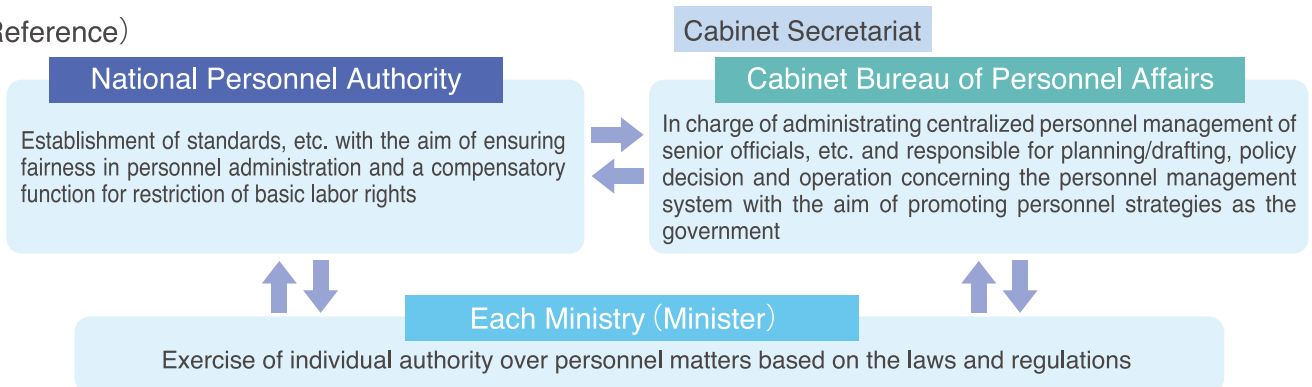 Reference）
Cabinet Secretariat
National Personnel Authority
Establishment of standards, etc. with the aim of ensuring
fairness in personnel administration and a compensatory
function for restriction of basic labor rights
Cabinet Bureau of Personnel Affairs
In charge of administrating centralized personnel management of
senior officials, etc. and responsible for planning/drafting, policy
decision and operation concerning the personnel management
system with the aim of promoting personnel strategies as the
government
Each Ministry（Minister）
Exercise of individual authority over personnel matters based on the laws and regulations